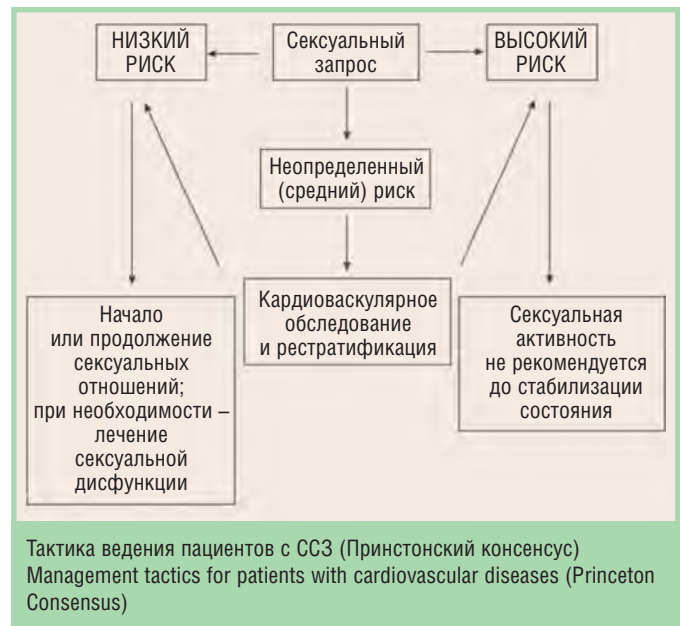 НИЗКИЙ
РИСК
Сексуальный
запрос
ВЫСОКИЙ
РИСК
Неопределенный
(средний) риск
Начало
или продолжение
сексуальных
отношений;
при необходимости –
лечение
сексуальной
дисфункции
Кардиоваскулярное
обследование
и рестратификация
Сексуальная
активность
не рекомендуется
до стабилизации
состояния
Тактика ведения пациентов с ССЗ (Принстонский консенсус)
Management tactics for patients with cardiovascular diseases (Princeton
Consensus)